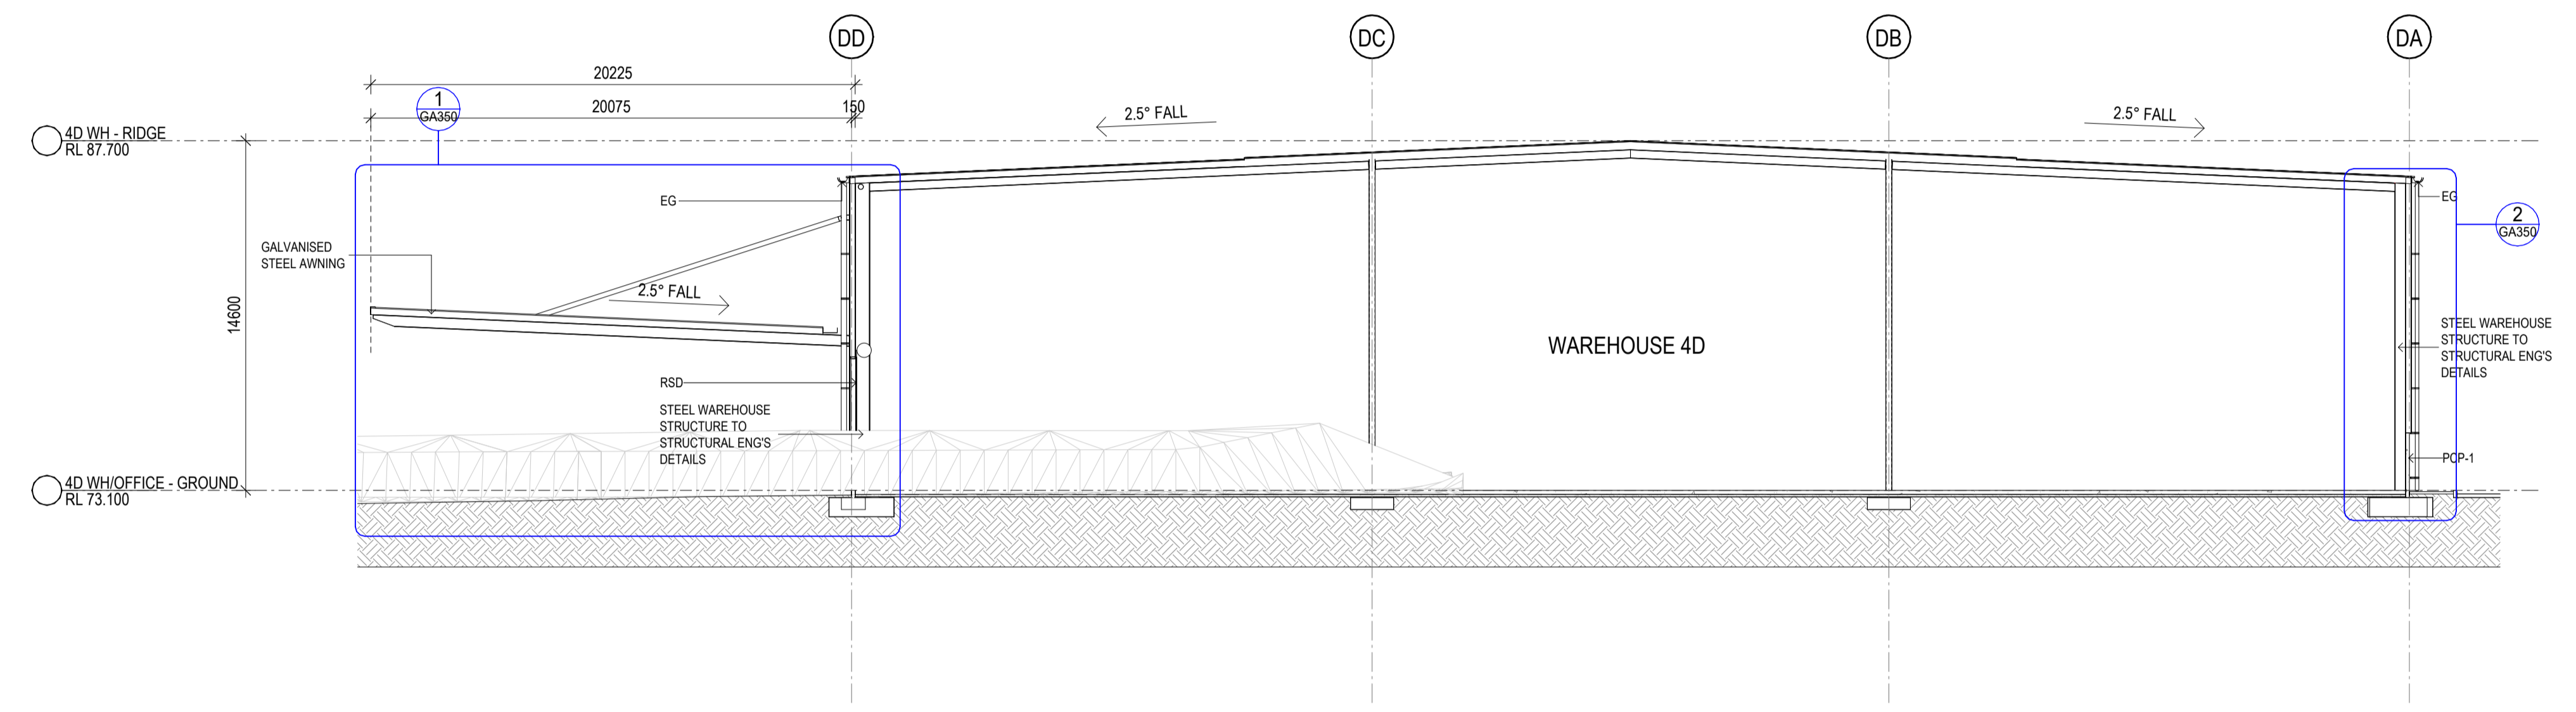 DD
DC
DB
DA
20225
20075
150
1
GA350
2.5° FALL
2.5° FALL
4D WH - RIDGE
RL 87.700
EG
EG
2
GA350
GALVANISED
STEEL AWNING
2.5° FALL
14600
WAREHOUSE 4D
STEEL WAREHOUSE
STRUCTURE TO
STRUCTURAL ENG'S
DETAILS
RSD
STEEL WAREHOUSE
STRUCTURE TO
STRUCTURAL ENG'S
DETAILS
PCP-1
4D WH/OFFICE - GROUND
RL 73.100